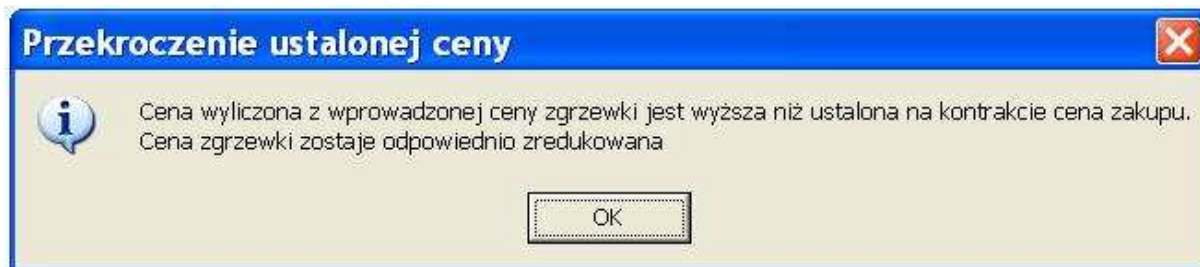 Przekroczenie ustalonej ceny
Cena wyliczona z wprowadzonej ceny zgrzewki jest wyższa niż ustalona na kontrakcie cena zakupu.
Cena zgrzewki zostaje odpowiednio zredukowana
OK